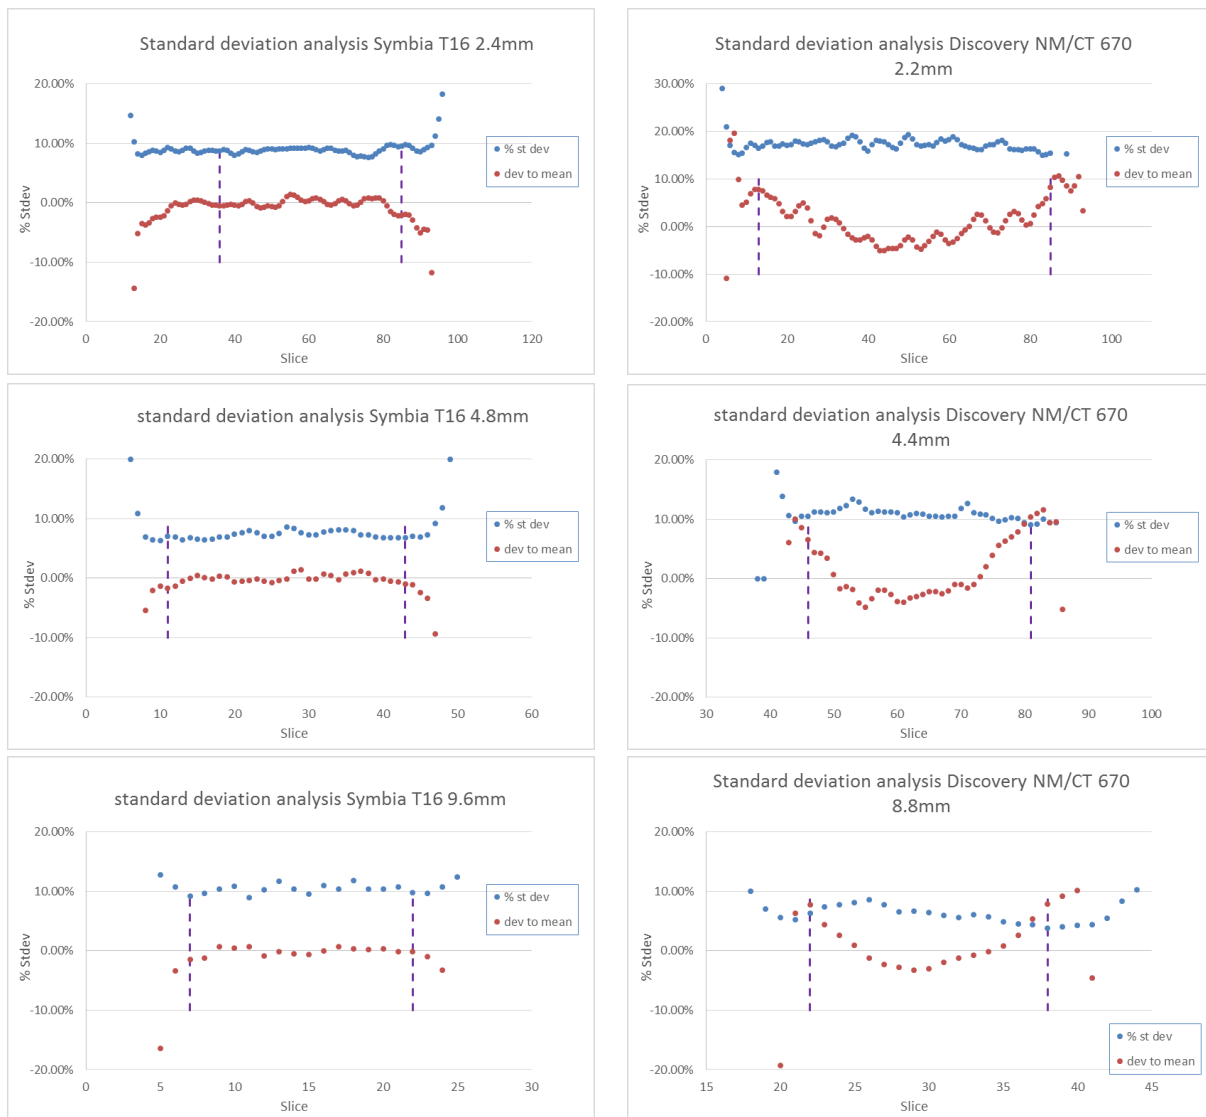 Standard deviation analysis Symbia T16 2.4mm
20.00%
10.00%
0.00%
-10.00%
-20.00%
% Stdev
0 20 40 60 80 100 120
Slice
% st dev
dev to mean
Standard deviation analysis Discovery NM/CT 670
2.2mm
30.00%
20.00%
10.00%
0.00%
-10.00%
-20.00%
% Stdev
0 20 40 60 80 100
Slice
% st dev
dev to mean
standard deviation analysis Symbia T16 4.8mm
20.00%
10.00%
0.00%
-10.00%
-20.00%
% Stdev
0 10 20 30 40 50 60
Slice
% st dev
dev to mean
standard deviation analysis Discovery NM/CT 670
4.4mm
20.00%
10.00%
0.00%
-10.00%
-20.00%
% Stdev
30 40 50 60 70 80 90 100
Slice
% st dev
dev to mean
standard deviation analysis Symbia T16 9.6mm
20.00%
10.00%
0.00%
-10.00%
-20.00%
% Stdev
0 5 10 15 20 25 30
Slice
% st dev
dev to mean
Standard deviation analysis Discovery NM/CT 670
8.8mm
20.00%
10.00%
0.00%
-10.00%
-20.00%
% Stdev
15 20 25 30 35 40 45
Slice
% st dev
dev to mean